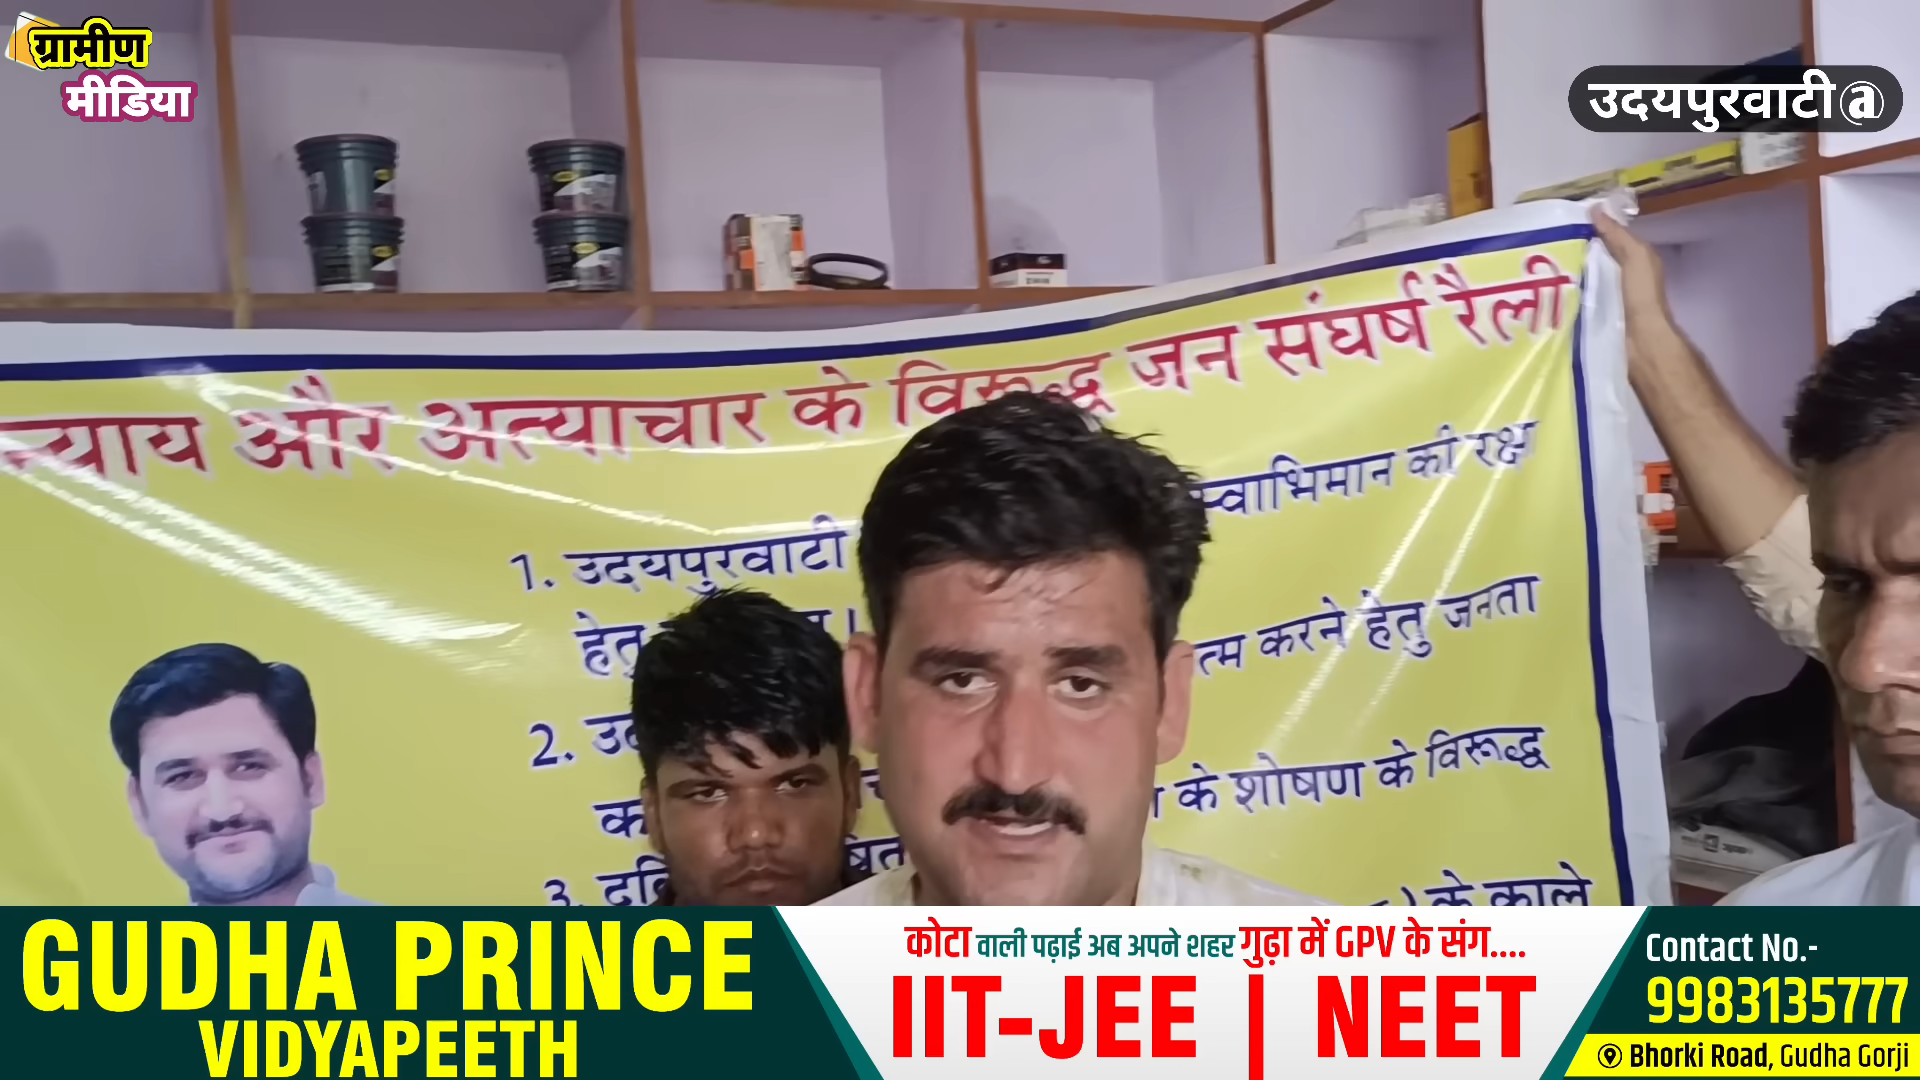 ग्रामीण
मीडिया
उदयपुरवाटी
न्याय और अत्याचार के विरूद्ध जन संघर्ष रैली
1. उदयपुरवाटी स्वाभिमान की रक्षा
हेतु
त्म करने हेतु जनता
2.
के शोषण के विरूद्ध
3.
के काले
GUDHA PRINCE
VIDYAPEETH
कोटा वाली पढ़ाई अब अपने शहर गुढ़ा में GPV के संग....
IIT-JEE | NEET
Contact No.-
9983135777
Bhorki Road, Gudha Gorji